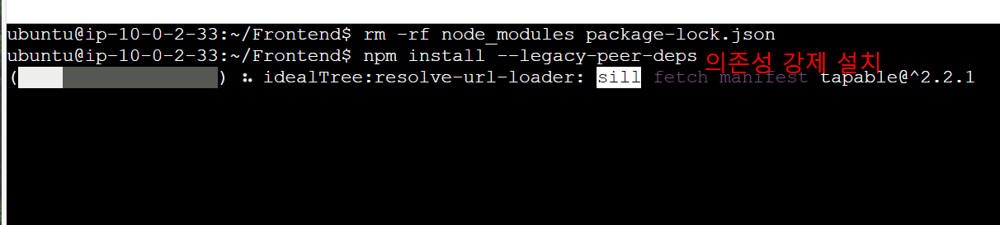 ubuntu@ip-10-0-2-33:~/Frontend$ rm -rf node_modules package-lock.json
ubuntu@ip-10-0-2-33:~/Frontend$ npm install --legacy-peer-deps 의존성 강제 설치
( ) ⠦ idealTree:resolve-url-loader: sill fetch manifest tapable@^2.2.1